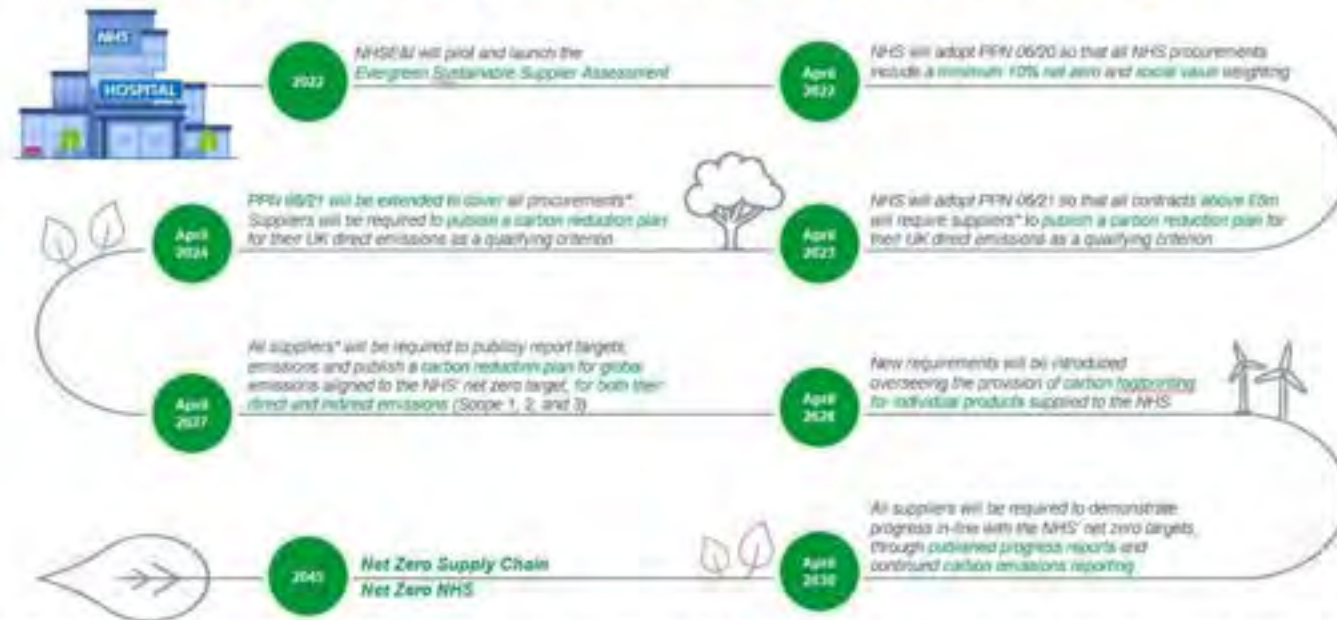 NHS
HOSPITAL
2022
NHSE&I will pilot and launch the
Evergreen Sustainable Supplier Assessment
April
2022
NHS will adopt PPN 06/20 so that all NHS procurements
include a minimum 10% net zero and social value weighting
April
2023
NHS will adopt PPN 06/21 so that all contracts above £5m
will require suppliers* to publish a carbon reduction plan for
their UK direct emissions as a qualifying criterion
April
2024
PPN 06/21 will be extended to cover all procurements*.
Suppliers will be required to publish a carbon reduction plan
for their UK direct emissions as a qualifying criterion
April
2027
All suppliers* will be required to publicly report targets,
emissions and publish a carbon reduction plan for global
emissions aligned to the NHS' net zero target, for both their
direct and indirect emissions (Scope 1, 2, and 3)
April
2028
New requirements will be introduced
overseeing the provision of carbon footprinting
for individual products supplied to the NHS
April
2030
All suppliers will be required to demonstrate
progress in-line with the NHS' net zero targets,
through published progress reports and
continued carbon emissions reporting
2045
Net Zero Supply Chain
Net Zero NHS